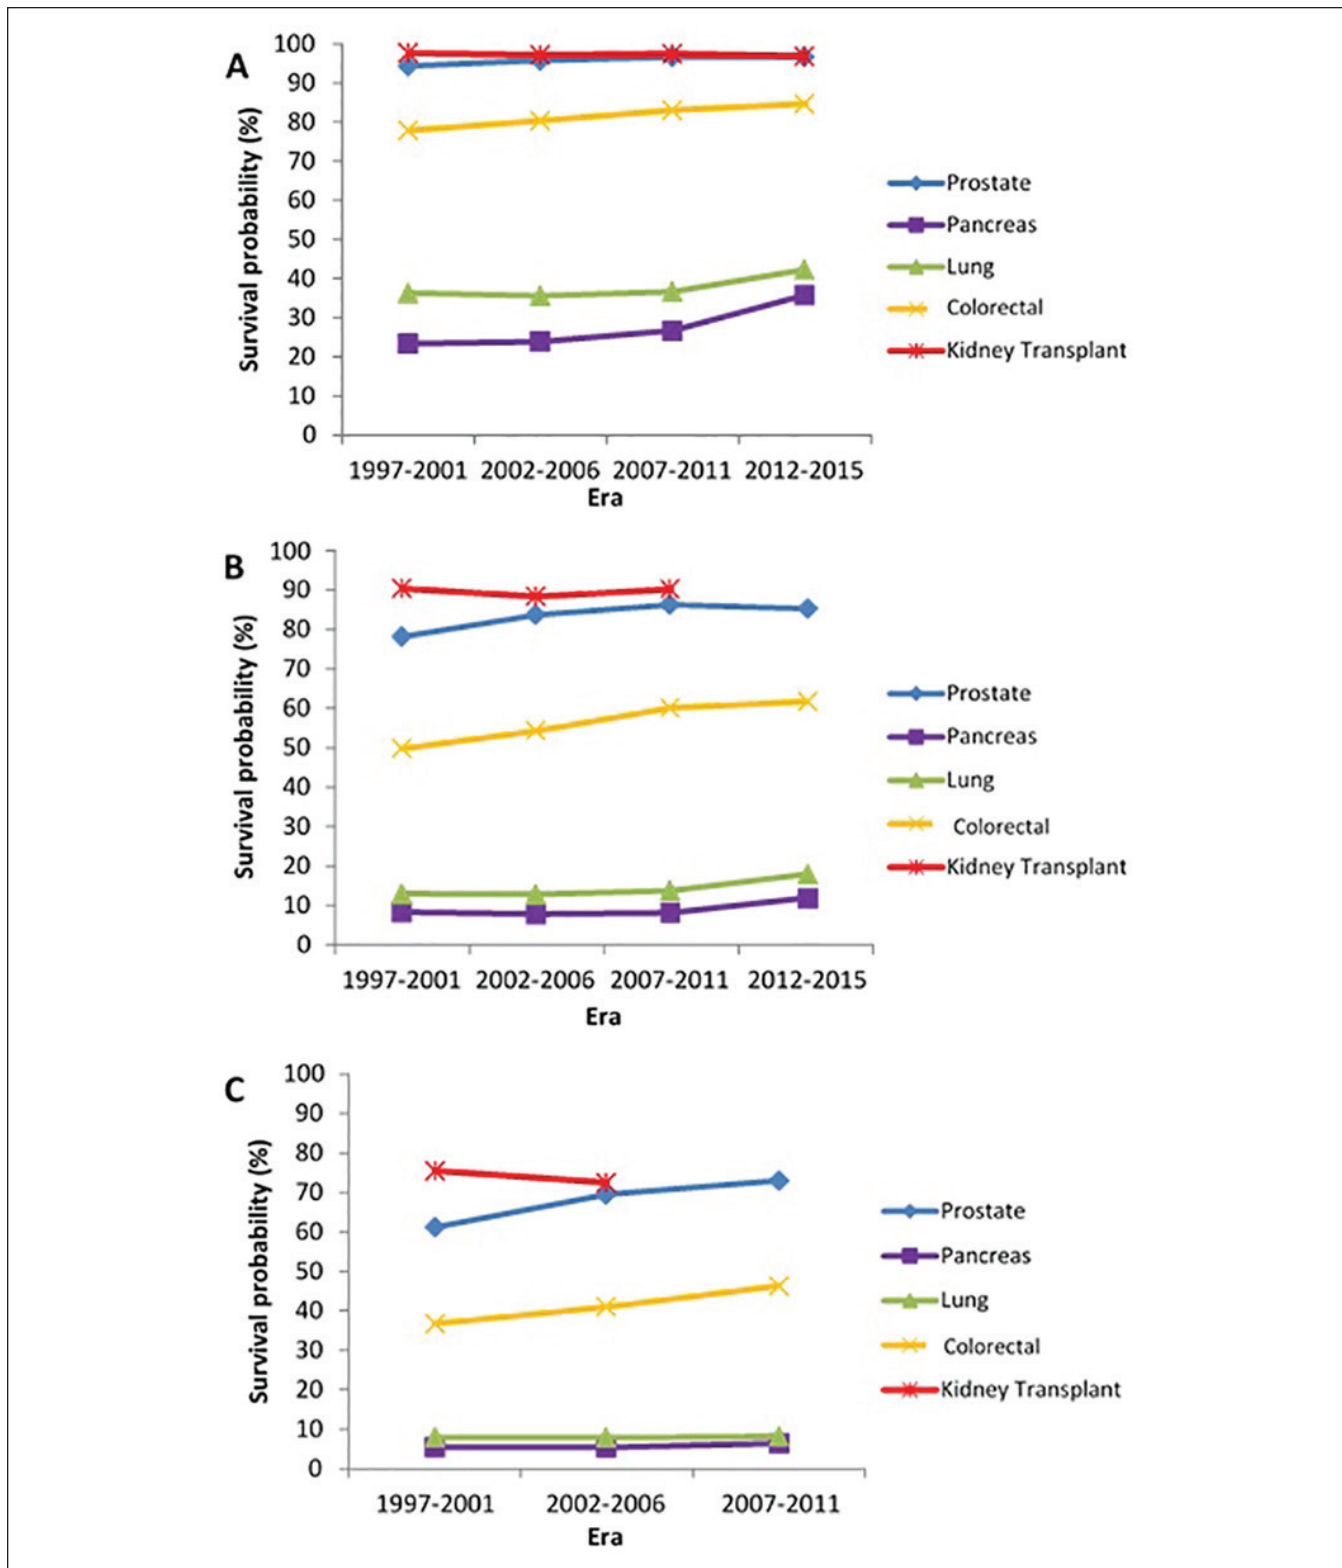 A
Survival probability (%)
100
90
80
70
60
50
40
30
20
10
0
1997-2001 2002-2006 2007-2011 2012-2015
Era
Prostate
Pancreas
Lung
Colorectal
Kidney Transplant
B
Survival probability (%)
100
90
80
70
60
50
40
30
20
10
0
1997-2001 2002-2006 2007-2011 2012-2015
Era
Prostate
Pancreas
Lung
Colorectal
Kidney Transplant
C
Survival probability (%)
100
90
80
70
60
50
40
30
20
10
0
1997-2001 2002-2006 2007-2011
Era
Prostate
Pancreas
Lung
Colorectal
Kidney Transplant